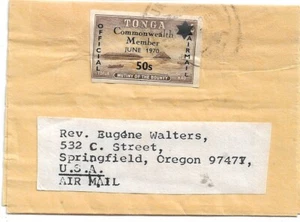 TONGA
Commonwealth
Member
JUNE 1970
OFFICIAL
AIRMAIL
50s
MUTINY OF THE BOUNTY
Rev. Eugéne Walters,
532 C. Street,
Springfield, Oregon 97477,
U.S.A.
AIR MAIL